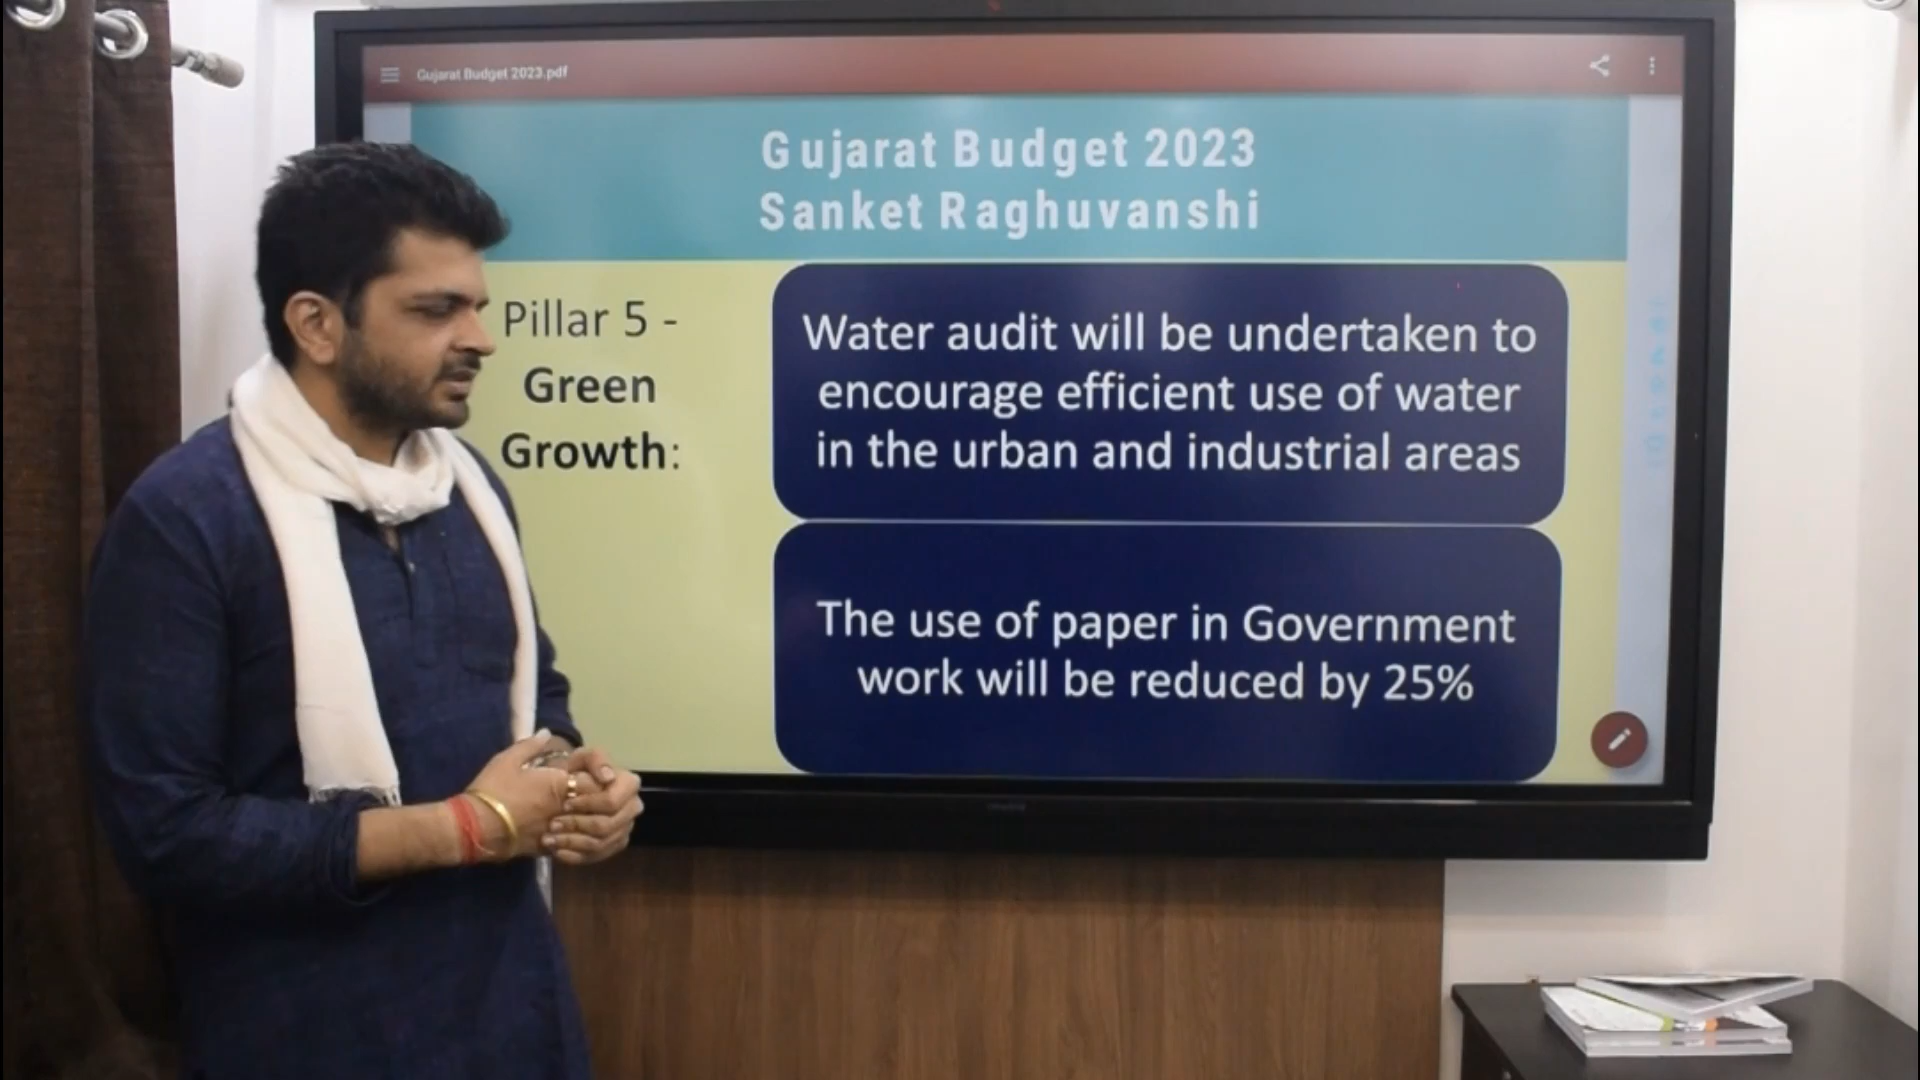 Gujarat Budget 2023.pdf
Gujarat Budget 2023
Sanket Raghuvanshi
Pillar 5 -
Green
Growth:
Water audit will be undertaken to
encourage efficient use of water
in the urban and industrial areas
The use of paper in Government
work will be reduced by 25%